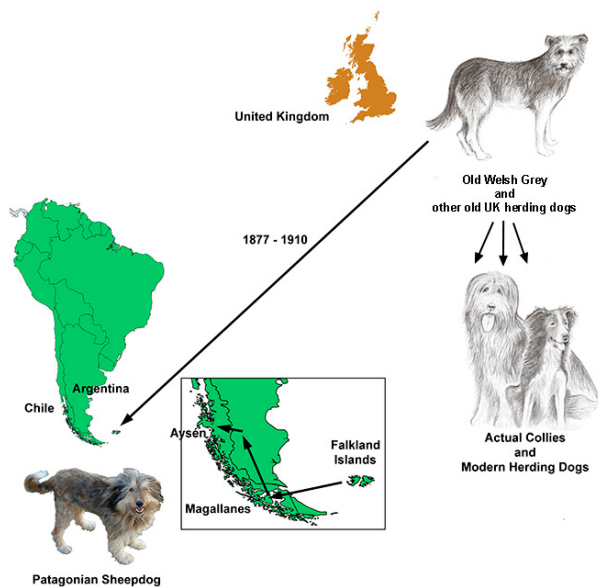 United Kingdom
Old Welsh Grey
and
other old UK herding dogs
1877 - 1910
Argentina
Chile
Aysén
Falkland
Islands
Magallanes
Actual Collies
and
Modern Herding Dogs
Patagonian Sheepdog